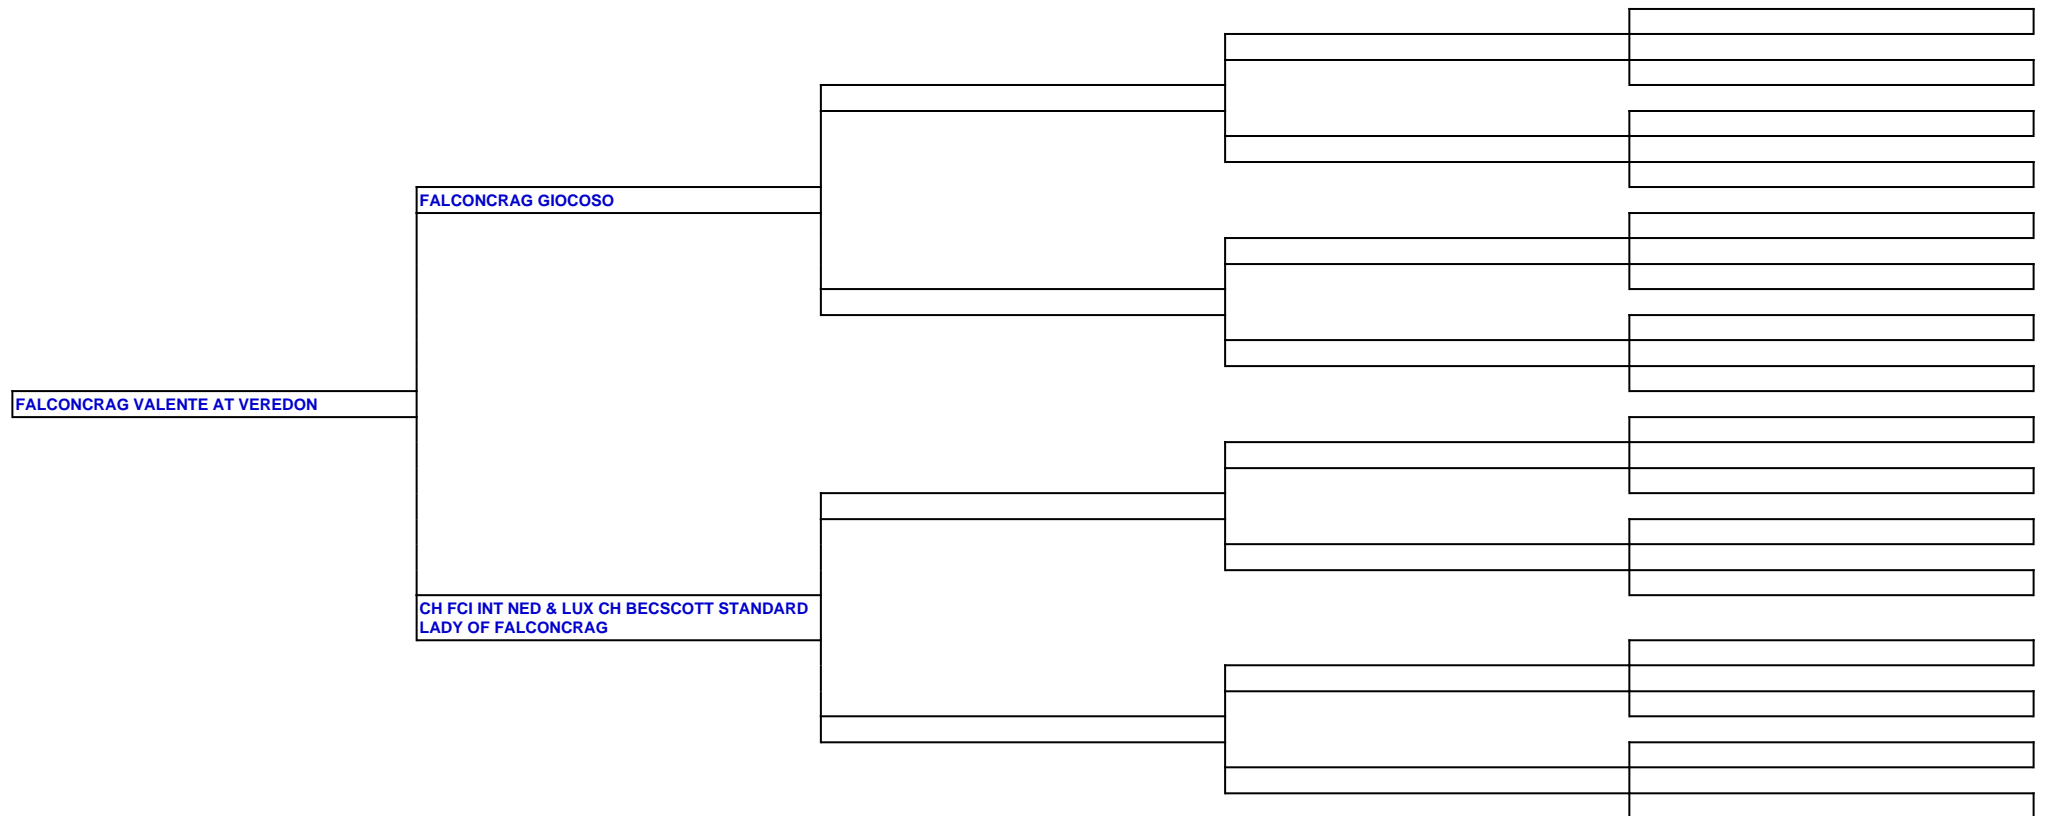 FALCONCRAG GIOCOSO
FALCONCRAG VALENTE AT VEREDON
CH FCI INT NED & LUX CH BECSCOTT STANDARD
LADY OF FALCONCRAG